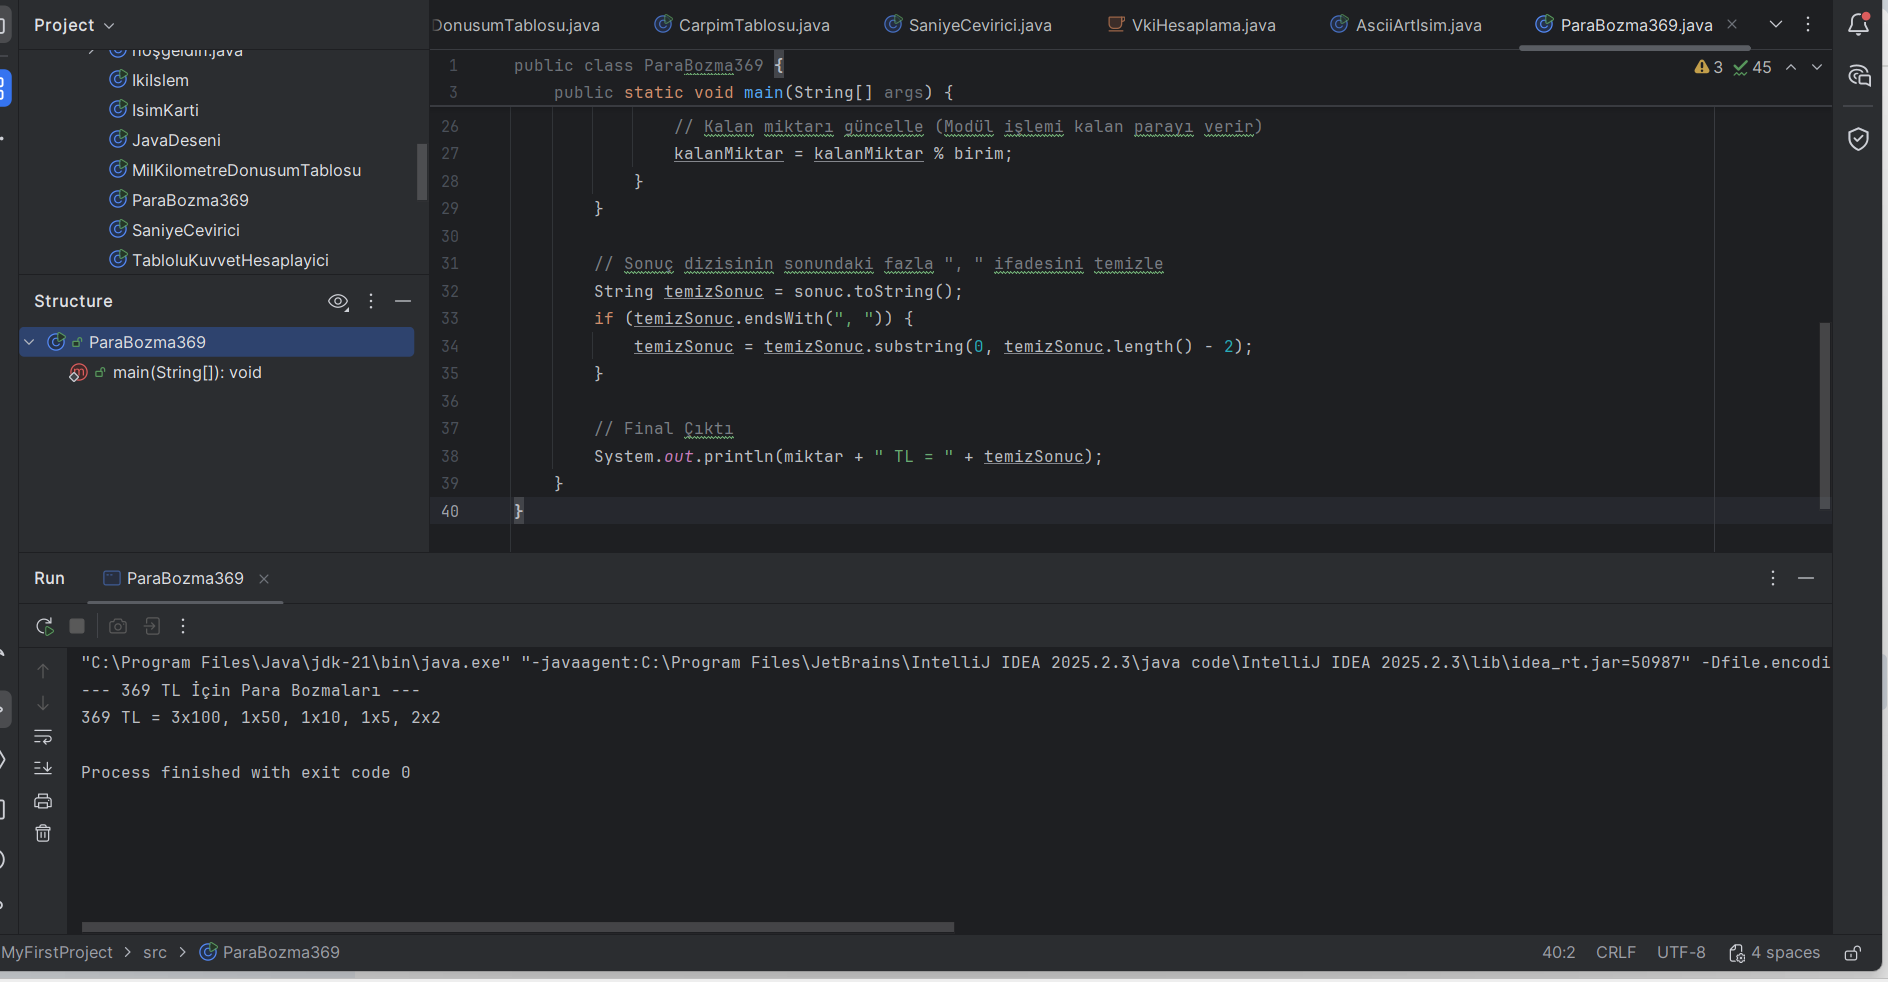 Project
DonusumTablosu.java
CarpimTablosu.java
SaniyeCevirici.java
VkiHesaplama.java
AsciiArtIsim.java
ParaBozma369.java
hoşgeldin.java
IkiIslem
IsimKarti
JavaDeseni
MilKilometreDonusumTablosu
ParaBozma369
SaniyeCevirici
TabloluKuvvetHesaplayici
Structure
ParaBozma369
main(String[]): void
3 45
1 public class ParaBozma369 {
3 public static void main(String[] args) {
26 // Kalan miktarı güncelle (Modül işlemi kalan parayı verir)
27 kalanMiktar = kalanMiktar % birim;
28 }
29 }
30
31 // Sonuç dizisinin sonundaki fazla ", " ifadesini temizle
32 String temizSonuc = sonuc.toString();
33 if (temizSonuc.endsWith(", ")) {
34 temizSonuc = temizSonuc.substring(0, temizSonuc.length() - 2);
35 }
36
37 // Final Çıktı
38 System.out.println(miktar + " TL = " + temizSonuc);
39 }
40 }
Run
ParaBozma369
"C:\Program Files\Java\jdk-21\bin\java.exe" "-javaagent:C:\Program Files\JetBrains\IntelliJ IDEA 2025.2.3\java code\IntelliJ IDEA 2025.2.3\lib\idea_rt.jar=50987" -Dfile.encodi
--- 369 TL İçin Para Bozmaları ---
369 TL = 3x100, 1x50, 1x10, 1x5, 2x2
Process finished with exit code 0
MyFirstProject > src > ParaBozma369
40:2 CRLF UTF-8 4 spaces